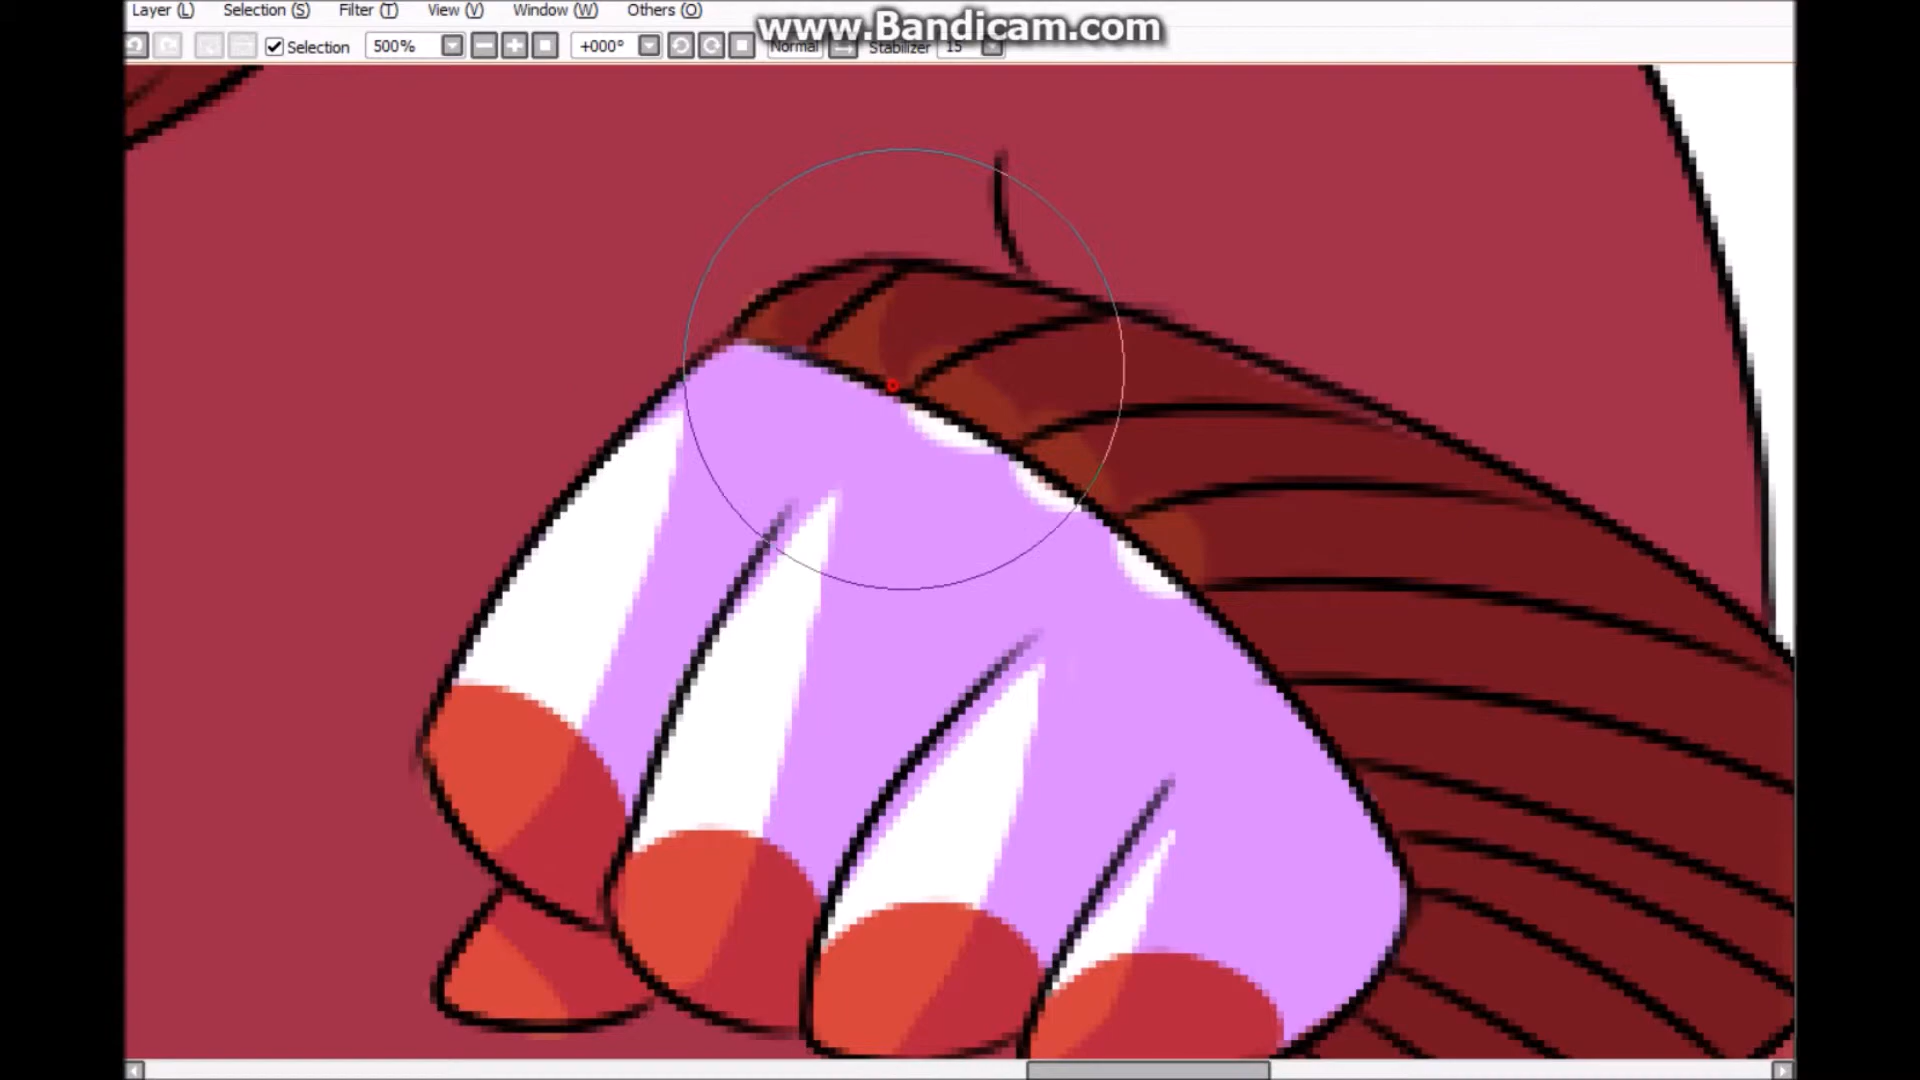 www.Bandicam.com
Layer (L) Selection (S) Filter (T) View (V) Window (W) Others (O)
Selection 500% +000° Normal Stabilizer 15